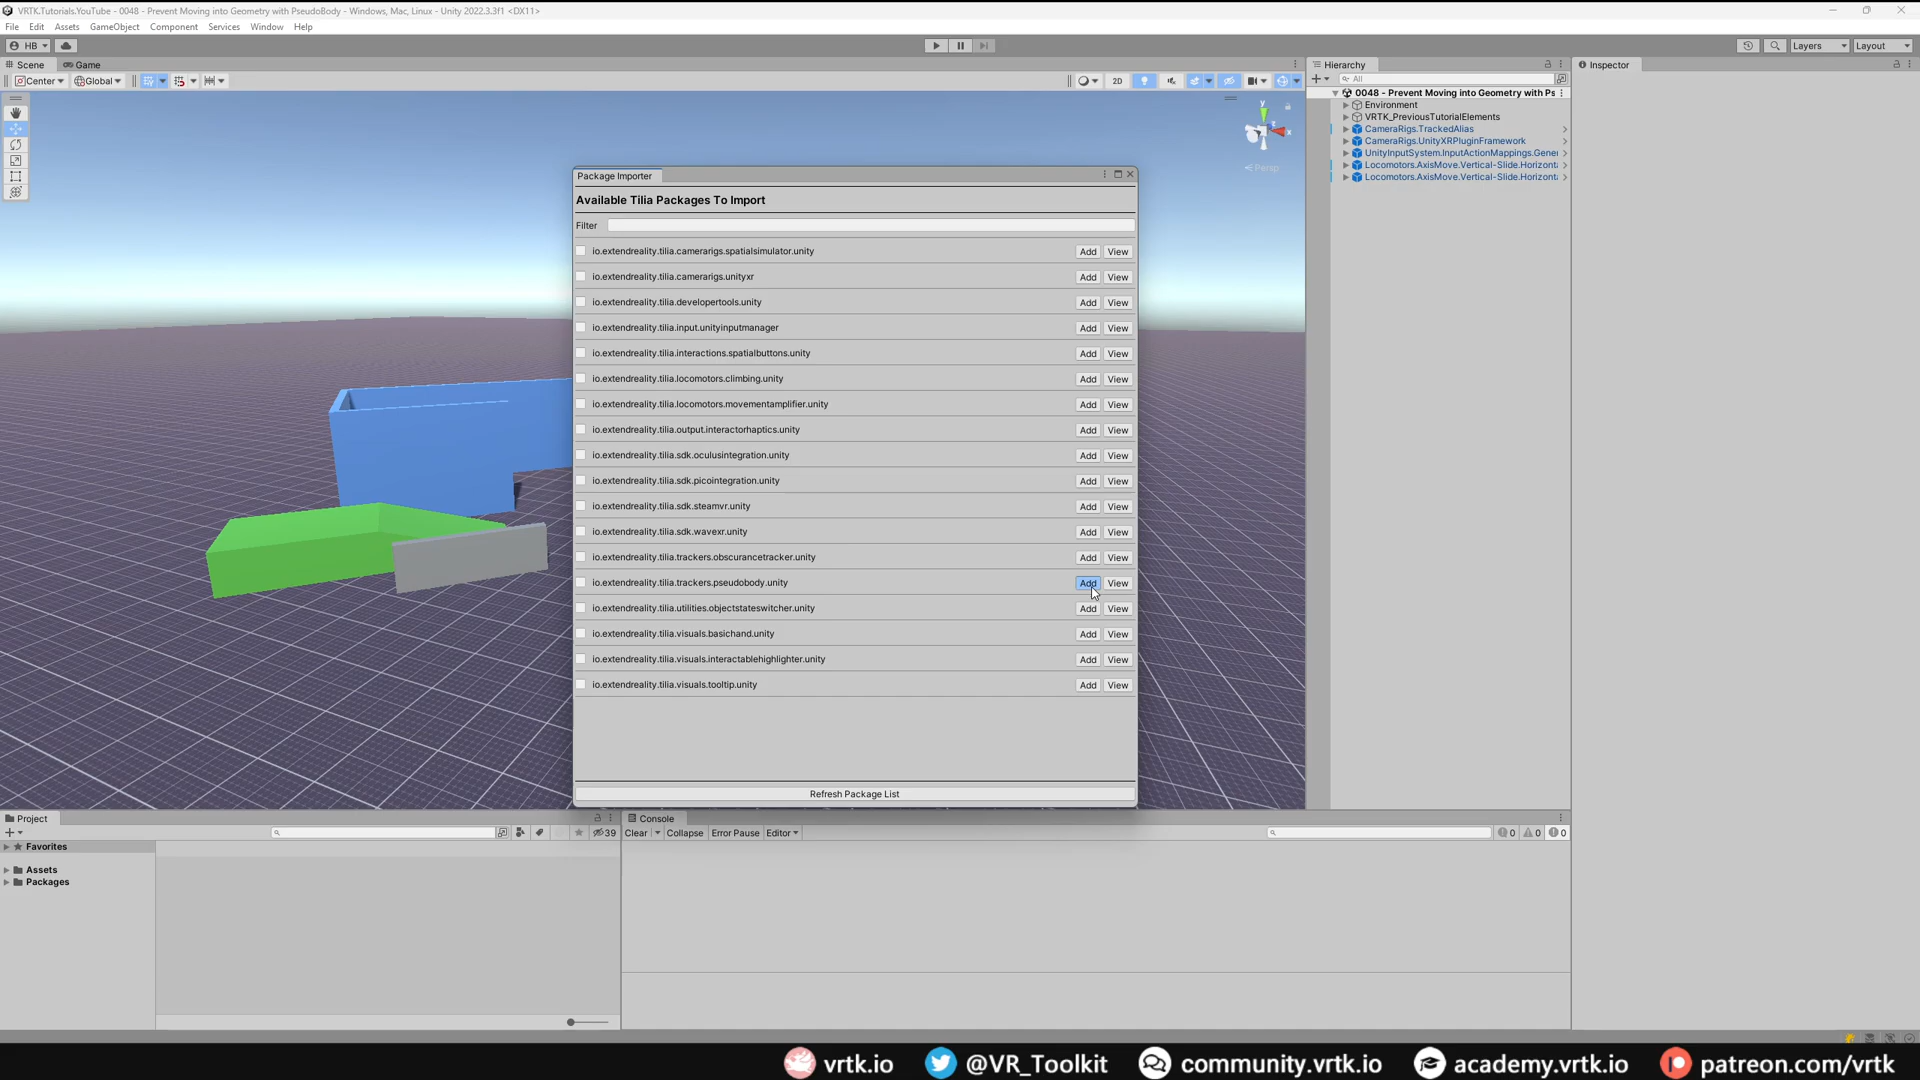 VRTK.Tutorials.YouTube - 0048 - Prevent Moving into Geometry with PseudoBody - Windows, Mac, Linux - Unity 2022.3.3f1 <DX11>
File Edit Assets GameObject Component Services Window Help
HB
Layers Layout
Scene Game
Center Global
2D
y
x
Persp
Hierarchy
All
0048 - Prevent Moving into Geometry with Ps
Environment
VRTK_PreviousTutorialElements
CameraRigs.TrackedAlias
CameraRigs.UnityXRPluginFramework
UnityInputSystem.InputActionMappings.Gene
Locomotors.AxisMove.Vertical-Slide.Horizont
Locomotors.AxisMove.Vertical-Slide.Horizont
Inspector
Package Importer
Available Tilia Packages To Import
Filter
io.extendreality.tilia.camerarigs.spatialsimulator.unity Add View
io.extendreality.tilia.camerarigs.unityxr Add View
io.extendreality.tilia.developertools.unity Add View
io.extendreality.tilia.input.unityinputmanager Add View
io.extendreality.tilia.interactions.spatialbuttons.unity Add View
io.extendreality.tilia.locomotors.climbing.unity Add View
io.extendreality.tilia.locomotors.movementamplifier.unity Add View
io.extendreality.tilia.output.interactorhaptics.unity Add View
io.extendreality.tilia.sdk.oculusintegration.unity Add View
io.extendreality.tilia.sdk.picointegration.unity Add View
io.extendreality.tilia.sdk.steamvr.unity Add View
io.extendreality.tilia.sdk.wavexr.unity Add View
io.extendreality.tilia.trackers.obscurancetracker.unity Add View
io.extendreality.tilia.trackers.pseudobody.unity Add View
io.extendreality.tilia.utilities.objectstateswitcher.unity Add View
io.extendreality.tilia.visuals.basichand.unity Add View
io.extendreality.tilia.visuals.interactablehighlighter.unity Add View
io.extendreality.tilia.visuals.tooltip.unity Add View
Refresh Package List
Project
39
Favorites
Assets
Packages
Console
Clear Collapse Error Pause Editor
0 0 0
vrtk.io @VR_Toolkit community.vrtk.io academy.vrtk.io patreon.com/vrtk